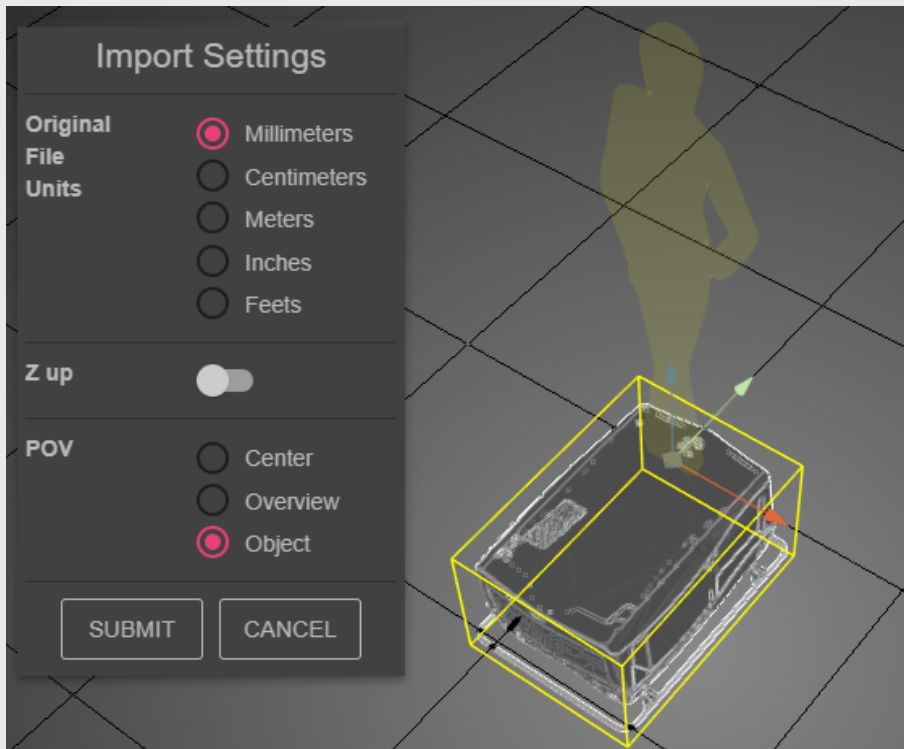 Import Settings
Original
File
Units
Millimeters
Centimeters
Meters
Inches
Feets
Z up
POV
Center
Overview
Object
SUBMIT
CANCEL